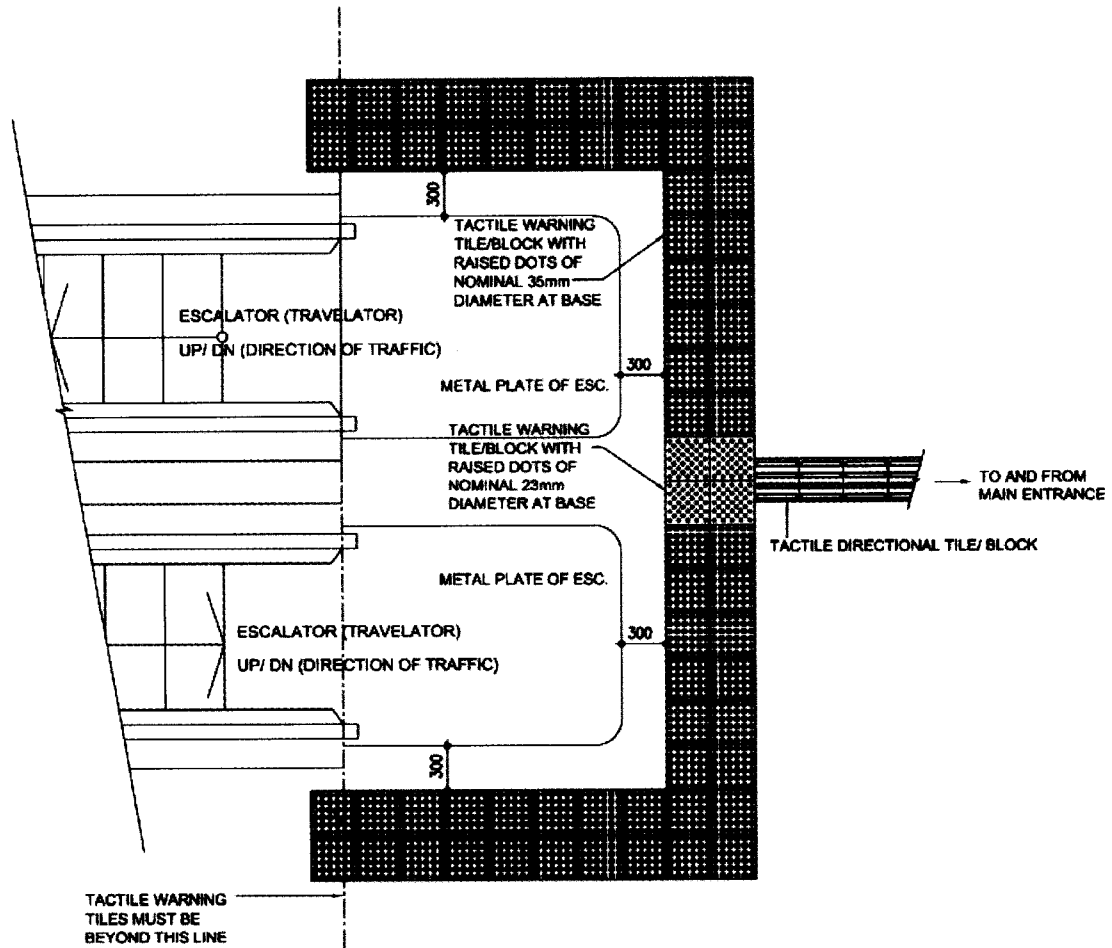 300
TACTILE WARNING
TILE/BLOCK WITH
RAISED DOTS OF
NOMINAL 35mm
DIAMETER AT BASE
ESCALATOR (TRAVELATOR)
UP/ DN (DIRECTION OF TRAFFIC)
300
METAL PLATE OF ESC.
TACTILE WARNING
TILE/BLOCK WITH
RAISED DOTS OF
NOMINAL 23mm
DIAMETER AT BASE
TO AND FROM
MAIN ENTRANCE
TACTILE DIRECTIONAL TILE/ BLOCK
METAL PLATE OF ESC.
300
ESCALATOR (TRAVELATOR)
UP/ DN (DIRECTION OF TRAFFIC)
300
TACTILE WARNING
TILES MUST BE
BEYOND THIS LINE